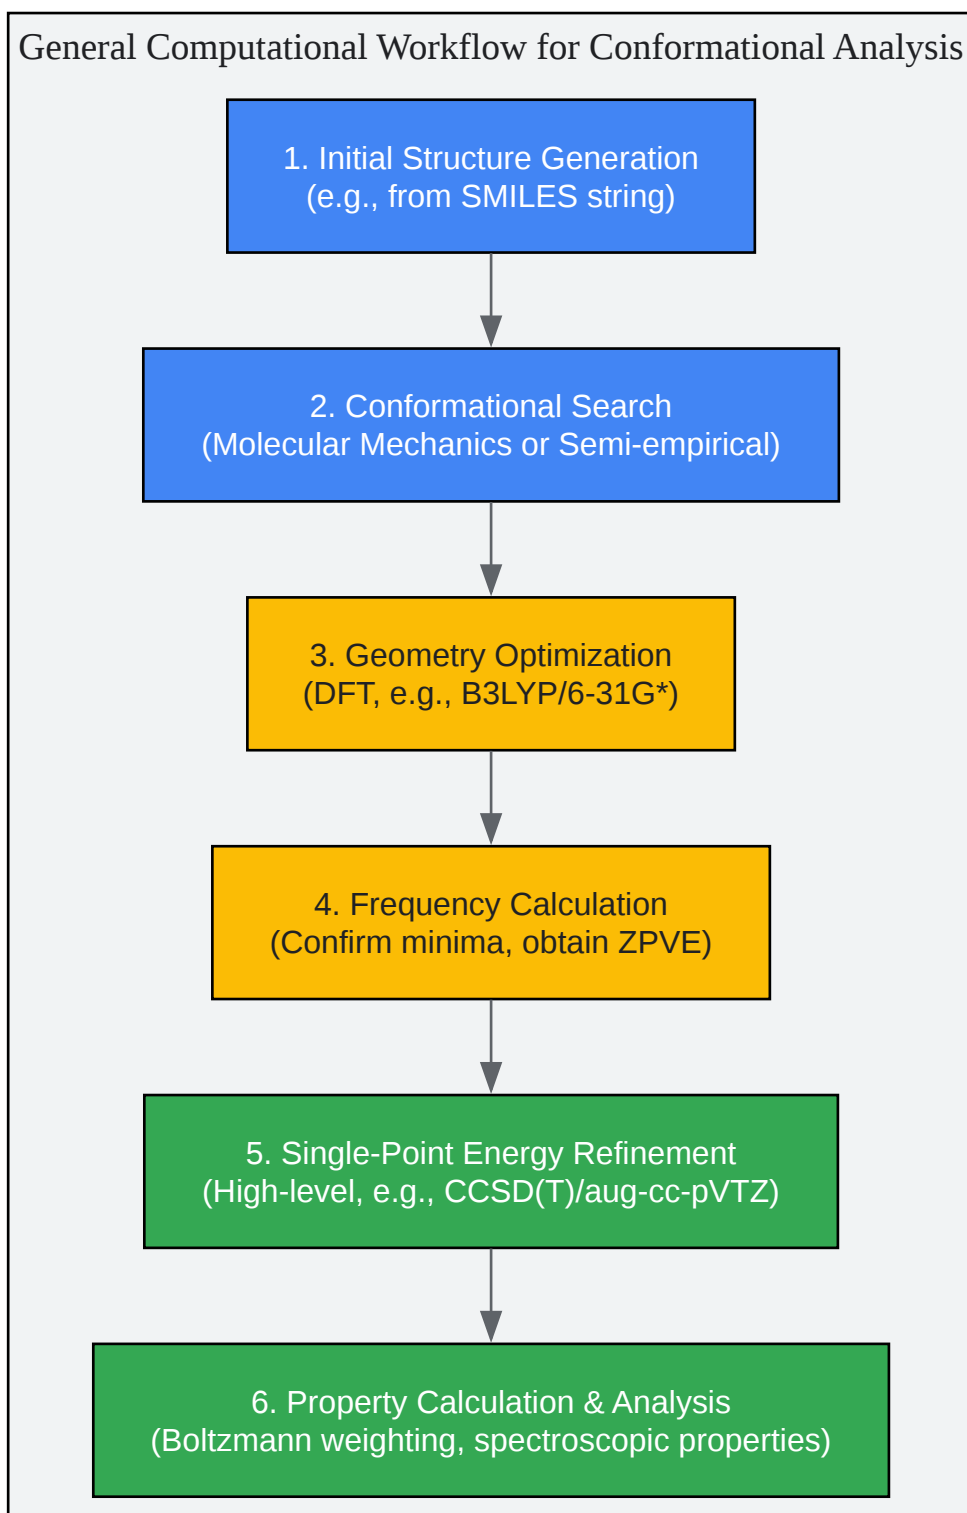 General Computational Workflow for Conformational Analysis
1. Initial Structure Generation
(e.g., from SMILES string)
2. Conformational Search
(Molecular Mechanics or Semi-empirical)
3. Geometry Optimization
(DFT, e.g., B3LYP/6-31G*)
4. Frequency Calculation
(Confirm minima, obtain ZPVE)
5. Single-Point Energy Refinement
(High-level, e.g., CCSD(T)/aug-cc-pVTZ)
6. Property Calculation & Analysis
(Boltzmann weighting, spectroscopic properties)